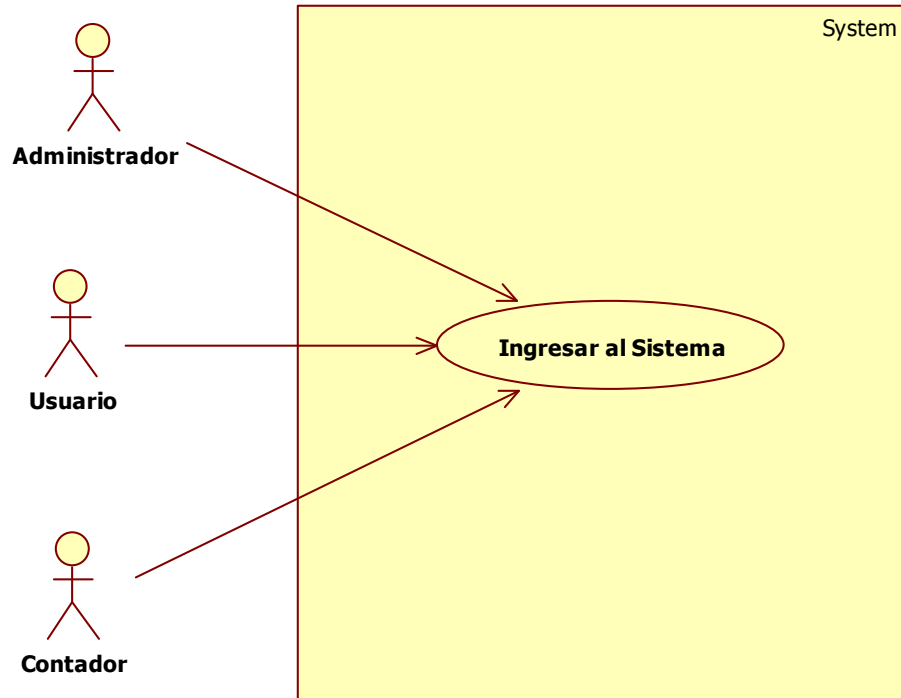 System
Administrador
Ingresar al Sistema
Usuario
Contador